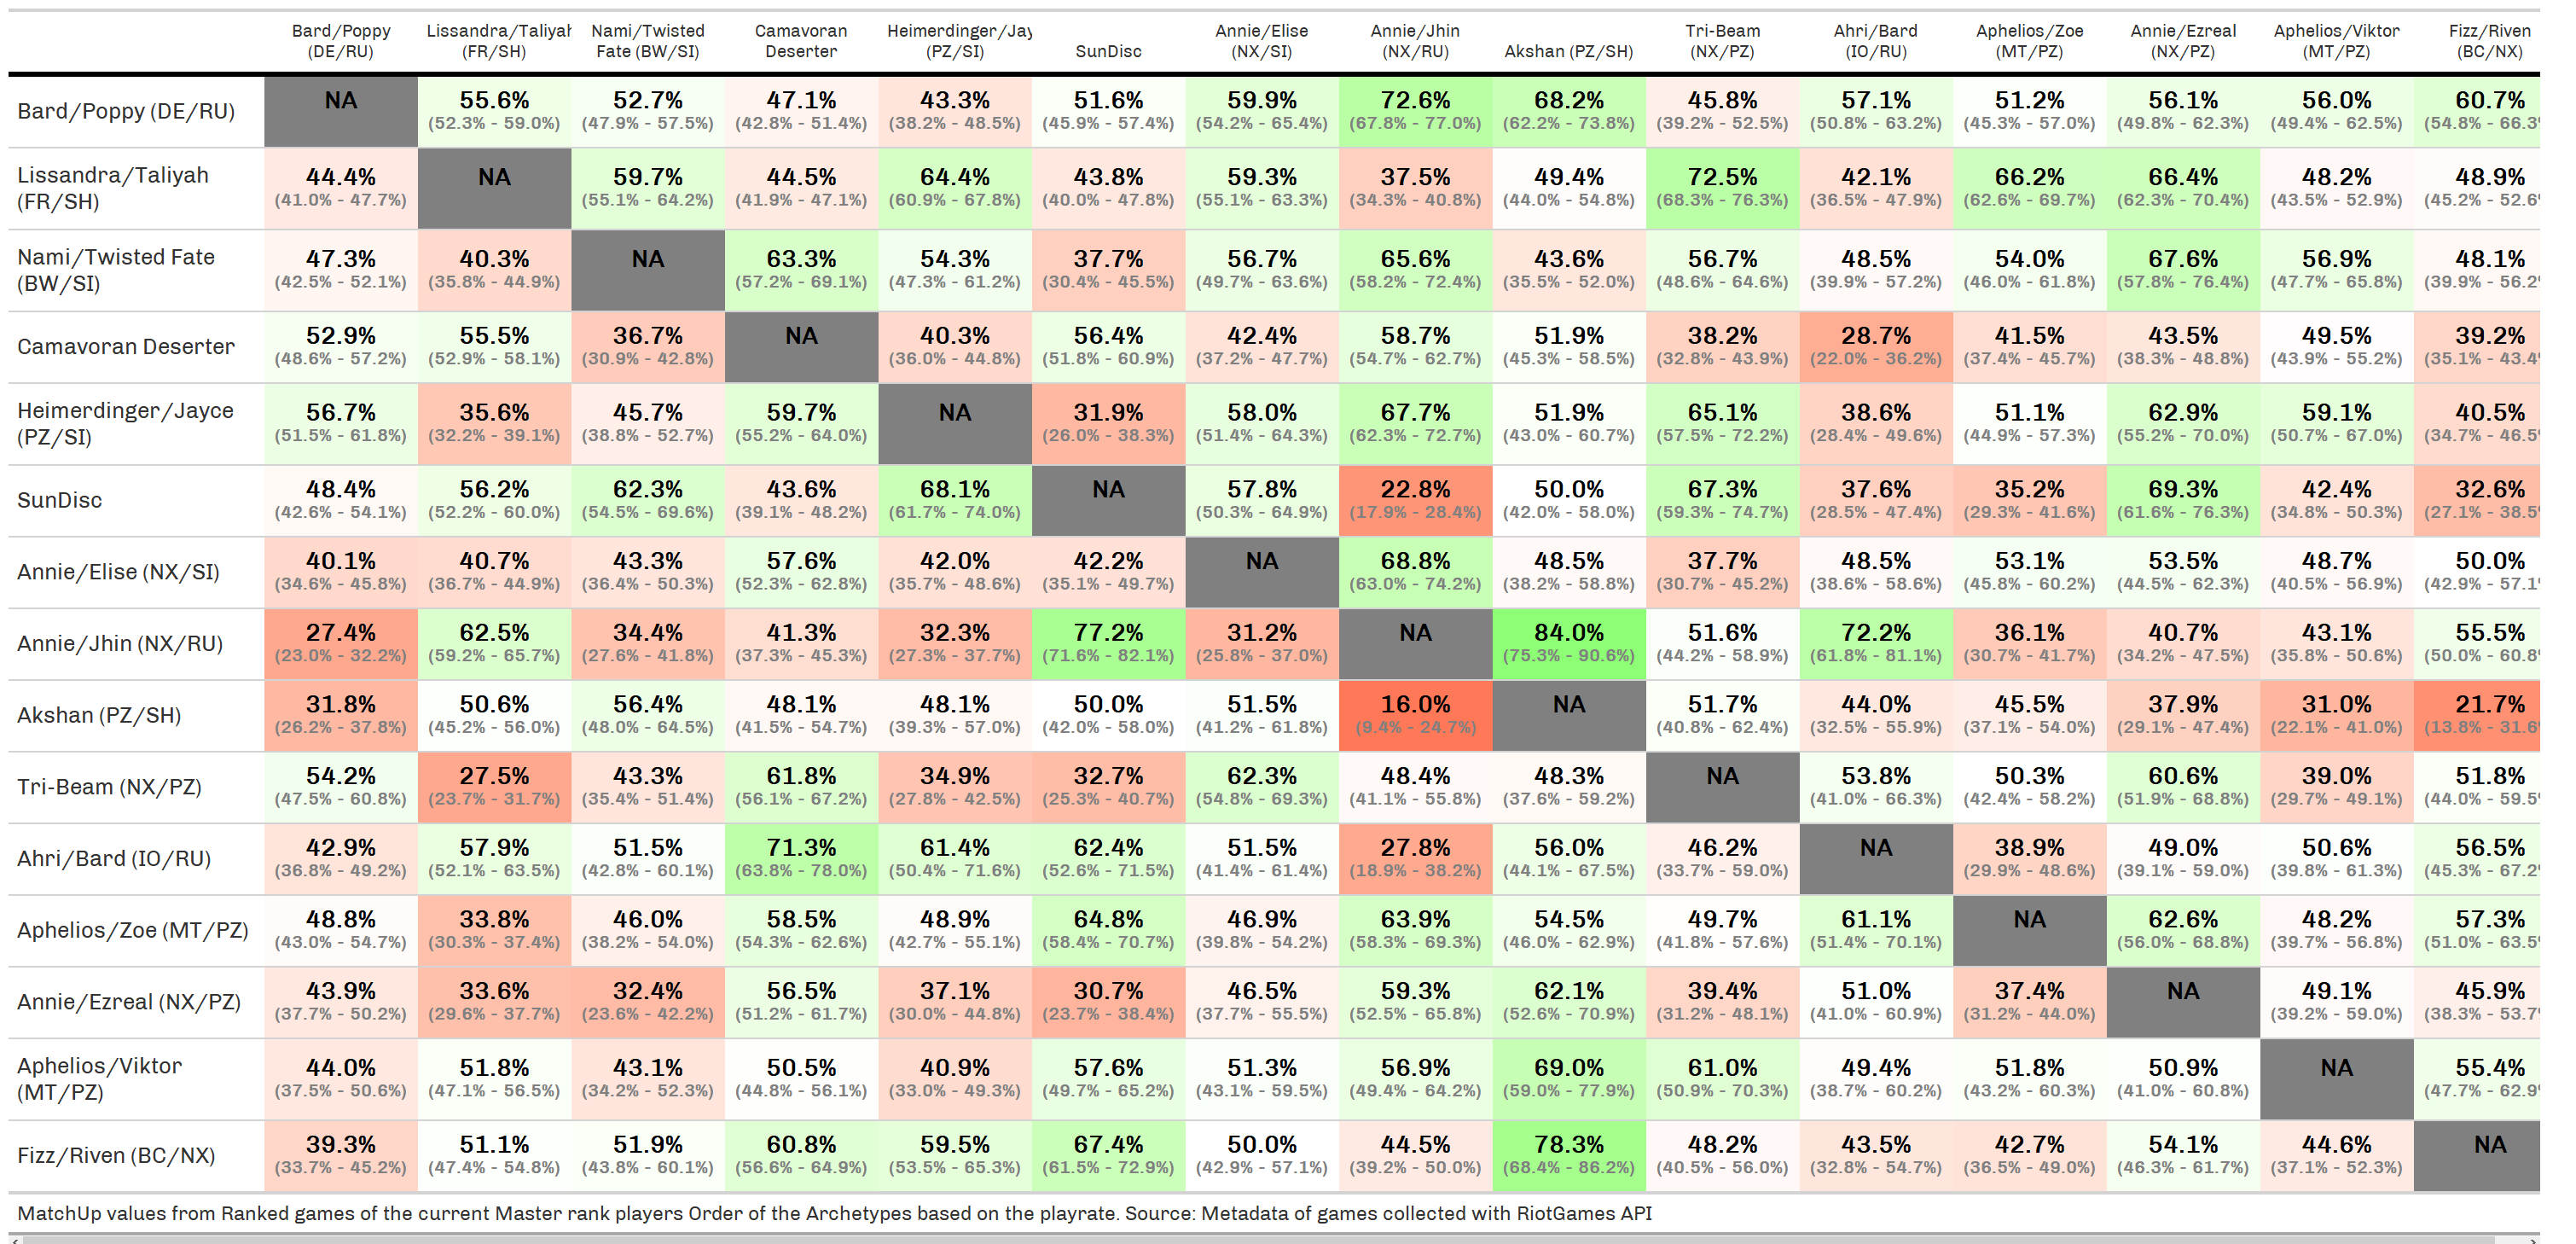 Bard/Poppy (DE/RU) Lissandra/Taliyah (FR/SH) Nami/Twisted Fate (BW/SI) Camavoran Deserter Heimerdinger/Jay (PZ/SI) SunDisc Annie/Elise (NX/SI) Annie/Jhin (NX/RU) Akshan (PZ/SH) Tri-Beam (NX/PZ) Ahri/Bard (IO/RU) Aphelios/Zoe (MT/PZ) Annie/Ezreal (NX/PZ) Aphelios/Viktor (MT/PZ) Fizz/Riven (BC/NX)
Bard/Poppy (DE/RU) NA 55.6% 52.7% 47.1% 43.3% 51.6% 59.9% 72.6% 68.2% 45.8% 57.1% 51.2% 56.1% 56.0% 60.7%
(52.3% - 59.0%) (47.9% - 57.5%) (42.8% - 51.4%) (38.2% - 48.5%) (45.9% - 57.4%) (54.2% - 65.4%) (67.8% - 77.0%) (62.2% - 73.8%) (39.2% - 52.5%) (50.8% - 63.2%) (45.3% - 57.0%) (49.8% - 62.3%) (49.4% - 62.5%) (54.8% - 66.3
Lissandra/Taliyah (FR/SH) 44.4% NA 59.7% 44.5% 64.4% 43.8% 59.3% 37.5% 49.4% 72.5% 42.1% 66.2% 66.4% 48.2% 48.9%
(41.0% - 47.7%) (55.1% - 64.2%) (41.9% - 47.1%) (60.9% - 67.8%) (40.0% - 47.8%) (55.1% - 63.3%) (34.3% - 40.8%) (44.0% - 54.8%) (68.3% - 76.3%) (36.5% - 47.9%) (62.6% - 69.7%) (62.3% - 70.4%) (43.5% - 52.9%) (45.2% - 52.6
Nami/Twisted Fate (BW/SI) 47.3% 40.3% NA 63.3% 54.3% 37.7% 56.7% 65.6% 43.6% 56.7% 48.5% 54.0% 67.6% 56.9% 48.1%
(42.5% - 52.1%) (35.8% - 44.9%) (57.2% - 69.1%) (47.3% - 61.2%) (30.4% - 45.5%) (49.7% - 63.6%) (58.2% - 72.4%) (35.5% - 52.0%) (48.6% - 64.6%) (39.9% - 57.2%) (46.0% - 61.8%) (57.8% - 76.4%) (47.7% - 65.8%) (39.9% - 56.2
Camavoran Deserter 52.9% 55.5% 36.7% NA 40.3% 56.4% 42.4% 58.7% 51.9% 38.2% 28.7% 41.5% 43.5% 49.5% 39.2%
(48.6% - 57.2%) (52.9% - 58.1%) (30.9% - 42.8%) (36.0% - 44.8%) (51.8% - 60.9%) (37.2% - 47.7%) (54.7% - 62.7%) (45.3% - 58.5%) (32.8% - 43.9%) (22.0% - 36.2%) (37.4% - 45.7%) (38.3% - 48.8%) (43.9% - 55.2%) (35.1% - 43.4
Heimerdinger/Jayce (PZ/SI) 56.7% 35.6% 45.7% 59.7% NA 31.9% 58.0% 67.7% 51.9% 65.1% 38.6% 51.1% 62.9% 59.1% 40.5%
(51.5% - 61.8%) (32.2% - 39.1%) (38.8% - 52.7%) (55.2% - 64.0%) (26.0% - 38.3%) (51.4% - 64.3%) (62.3% - 72.7%) (43.0% - 60.7%) (57.5% - 72.2%) (28.4% - 49.6%) (44.9% - 57.3%) (55.2% - 70.0%) (50.7% - 67.0%) (34.7% - 46.5
SunDisc 48.4% 56.2% 62.3% 43.6% 68.1% NA 57.8% 22.8% 50.0% 67.3% 37.6% 35.2% 69.3% 42.4% 32.6%
(42.6% - 54.1%) (52.2% - 60.0%) (54.5% - 69.6%) (39.1% - 48.2%) (61.7% - 74.0%) (50.3% - 64.9%) (17.9% - 28.4%) (42.0% - 58.0%) (59.3% - 74.7%) (28.5% - 47.4%) (29.3% - 41.6%) (61.6% - 76.3%) (34.8% - 50.3%) (27.1% - 38.5
Annie/Elise (NX/SI) 40.1% 40.7% 43.3% 57.6% 42.0% 42.2% NA 68.8% 48.5% 37.7% 48.5% 53.1% 53.5% 48.7% 50.0%
(34.6% - 45.8%) (36.7% - 44.9%) (36.4% - 50.3%) (52.3% - 62.8%) (35.7% - 48.6%) (35.1% - 49.7%) (63.0% - 74.2%) (38.2% - 58.8%) (30.7% - 45.2%) (38.6% - 58.6%) (45.8% - 60.2%) (44.5% - 62.3%) (40.5% - 56.9%) (42.9% - 57.1
Annie/Jhin (NX/RU) 27.4% 62.5% 34.4% 41.3% 32.3% 77.2% 31.2% NA 84.0% 51.6% 72.2% 36.1% 40.7% 43.1% 55.5%
(23.0% - 32.2%) (59.2% - 65.7%) (27.6% - 41.8%) (37.3% - 45.3%) (27.3% - 37.7%) (71.6% - 82.1%) (25.8% - 37.0%) (75.3% - 90.6%) (44.2% - 58.9%) (61.8% - 81.1%) (30.7% - 41.7%) (34.2% - 47.5%) (35.8% - 50.6%) (50.0% - 60.8
Akshan (PZ/SH) 31.8% 50.6% 56.4% 48.1% 48.1% 50.0% 51.5% 16.0% NA 51.7% 44.0% 45.5% 37.9% 31.0% 21.7%
(26.2% - 37.8%) (45.2% - 56.0%) (48.0% - 64.5%) (41.5% - 54.7%) (39.3% - 57.0%) (42.0% - 58.0%) (41.2% - 61.8%) (9.4% - 24.7%) (40.8% - 62.4%) (32.5% - 55.9%) (37.1% - 54.0%) (29.1% - 47.4%) (22.1% - 41.0%) (13.8% - 31.6
Tri-Beam (NX/PZ) 54.2% 27.5% 43.3% 61.8% 34.9% 32.7% 62.3% 48.4% 48.3% NA 53.8% 50.3% 60.6% 39.0% 51.8%
(47.5% - 60.8%) (23.7% - 31.7%) (35.4% - 51.4%) (56.1% - 67.2%) (27.8% - 42.5%) (25.3% - 40.7%) (54.8% - 69.3%) (41.1% - 55.8%) (37.6% - 59.2%) (41.0% - 66.3%) (42.4% - 58.2%) (51.9% - 68.8%) (29.7% - 49.1%) (44.0% - 59.5
Ahri/Bard (IO/RU) 42.9% 57.9% 51.5% 71.3% 61.4% 62.4% 51.5% 27.8% 56.0% 46.2% NA 38.9% 49.0% 50.6% 56.5%
(36.8% - 49.2%) (52.1% - 63.5%) (42.8% - 60.1%) (63.8% - 78.0%) (50.4% - 71.6%) (52.6% - 71.5%) (41.4% - 61.4%) (18.9% - 38.2%) (44.1% - 67.5%) (33.7% - 59.0%) (29.9% - 48.6%) (39.1% - 59.0%) (39.8% - 61.3%) (45.3% - 67.2
Aphelios/Zoe (MT/PZ) 48.8% 33.8% 46.0% 58.5% 48.9% 64.8% 46.9% 63.9% 54.5% 49.7% 61.1% NA 62.6% 48.2% 57.3%
(43.0% - 54.7%) (30.3% - 37.4%) (38.2% - 54.0%) (54.3% - 62.6%) (42.7% - 55.1%) (58.4% - 70.7%) (39.8% - 54.2%) (58.3% - 69.3%) (46.0% - 62.9%) (41.8% - 57.6%) (51.4% - 70.1%) (56.0% - 68.8%) (39.7% - 56.8%) (51.0% - 63.5
Annie/Ezreal (NX/PZ) 43.9% 33.6% 32.4% 56.5% 37.1% 30.7% 46.5% 59.3% 62.1% 39.4% 51.0% 37.4% NA 49.1% 45.9%
(37.7% - 50.2%) (29.6% - 37.7%) (23.6% - 42.2%) (51.2% - 61.7%) (30.0% - 44.8%) (23.7% - 38.4%) (37.7% - 55.5%) (52.5% - 65.8%) (52.6% - 70.9%) (31.2% - 48.1%) (41.0% - 60.9%) (31.2% - 44.0%) (39.2% - 59.0%) (38.3% - 53.7
Aphelios/Viktor (MT/PZ) 44.0% 51.8% 43.1% 50.5% 40.9% 57.6% 51.3% 56.9% 69.0% 61.0% 49.4% 51.8% 50.9% NA 55.4%
(37.5% - 50.6%) (47.1% - 56.5%) (34.2% - 52.3%) (44.8% - 56.1%) (33.0% - 49.3%) (49.7% - 65.2%) (43.1% - 59.5%) (49.4% - 64.2%) (59.0% - 77.9%) (50.9% - 70.3%) (38.7% - 60.2%) (43.2% - 60.3%) (41.0% - 60.8%) (47.7% - 62.9
Fizz/Riven (BC/NX) 39.3% 51.1% 51.9% 60.8% 59.5% 67.4% 50.0% 44.5% 78.3% 48.2% 43.5% 42.7% 54.1% 44.6% NA
(33.7% - 45.2%) (47.4% - 54.8%) (43.8% - 60.1%) (56.6% - 64.9%) (53.5% - 65.3%) (61.5% - 72.9%) (42.9% - 57.1%) (39.2% - 50.0%) (68.4% - 86.2%) (40.5% - 56.0%) (32.8% - 54.7%) (36.5% - 49.0%) (46.3% - 61.7%) (37.1% - 52.3%)
MatchUp values from Ranked games of the current Master rank players Order of the Archetypes based on the playrate. Source: Metadata of games collected with RiotGames API